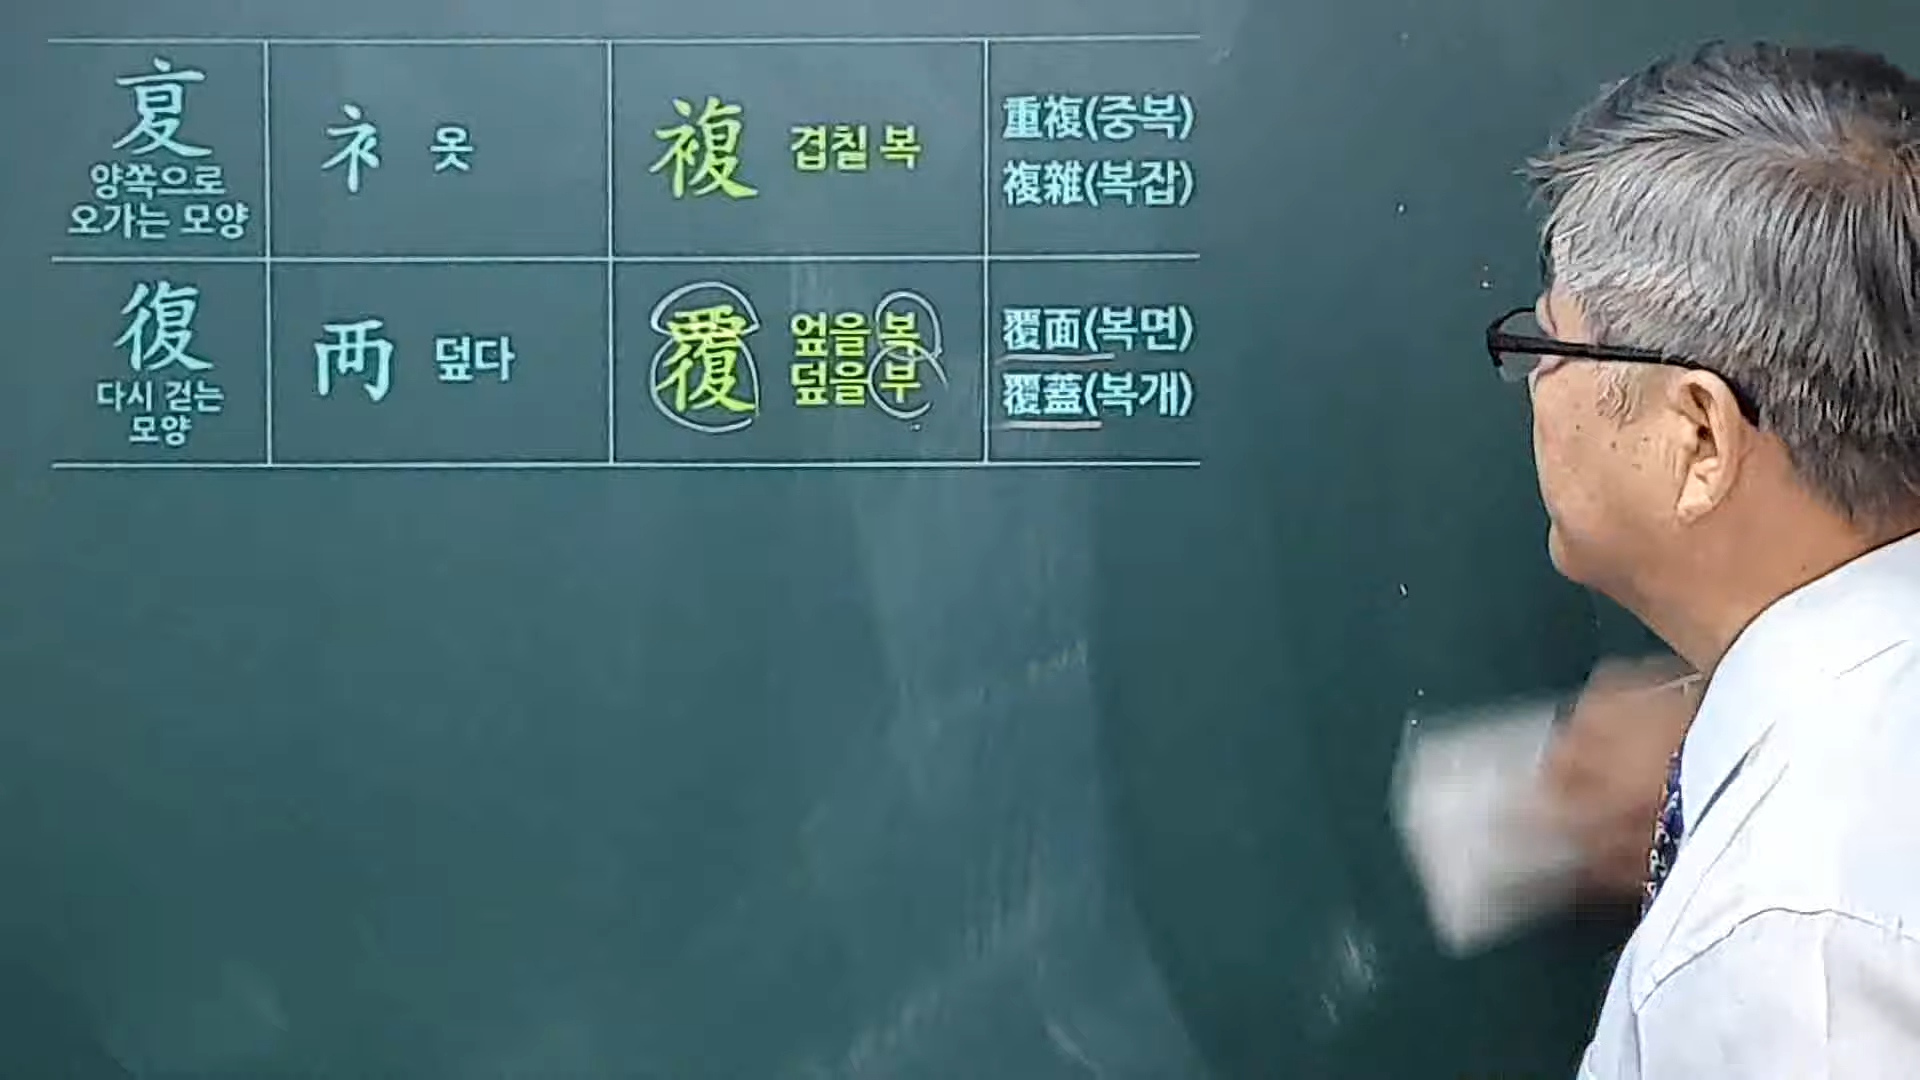 㚆
양쪽으로
오가는 모양
衤 옷
複 겹칠 복
重複(중복)
複雜(복잡)
復
다시 걷는
모양
襾 덮다
覆 엎을 복
덮을 부
覆面(복면)
覆蓋(복개)